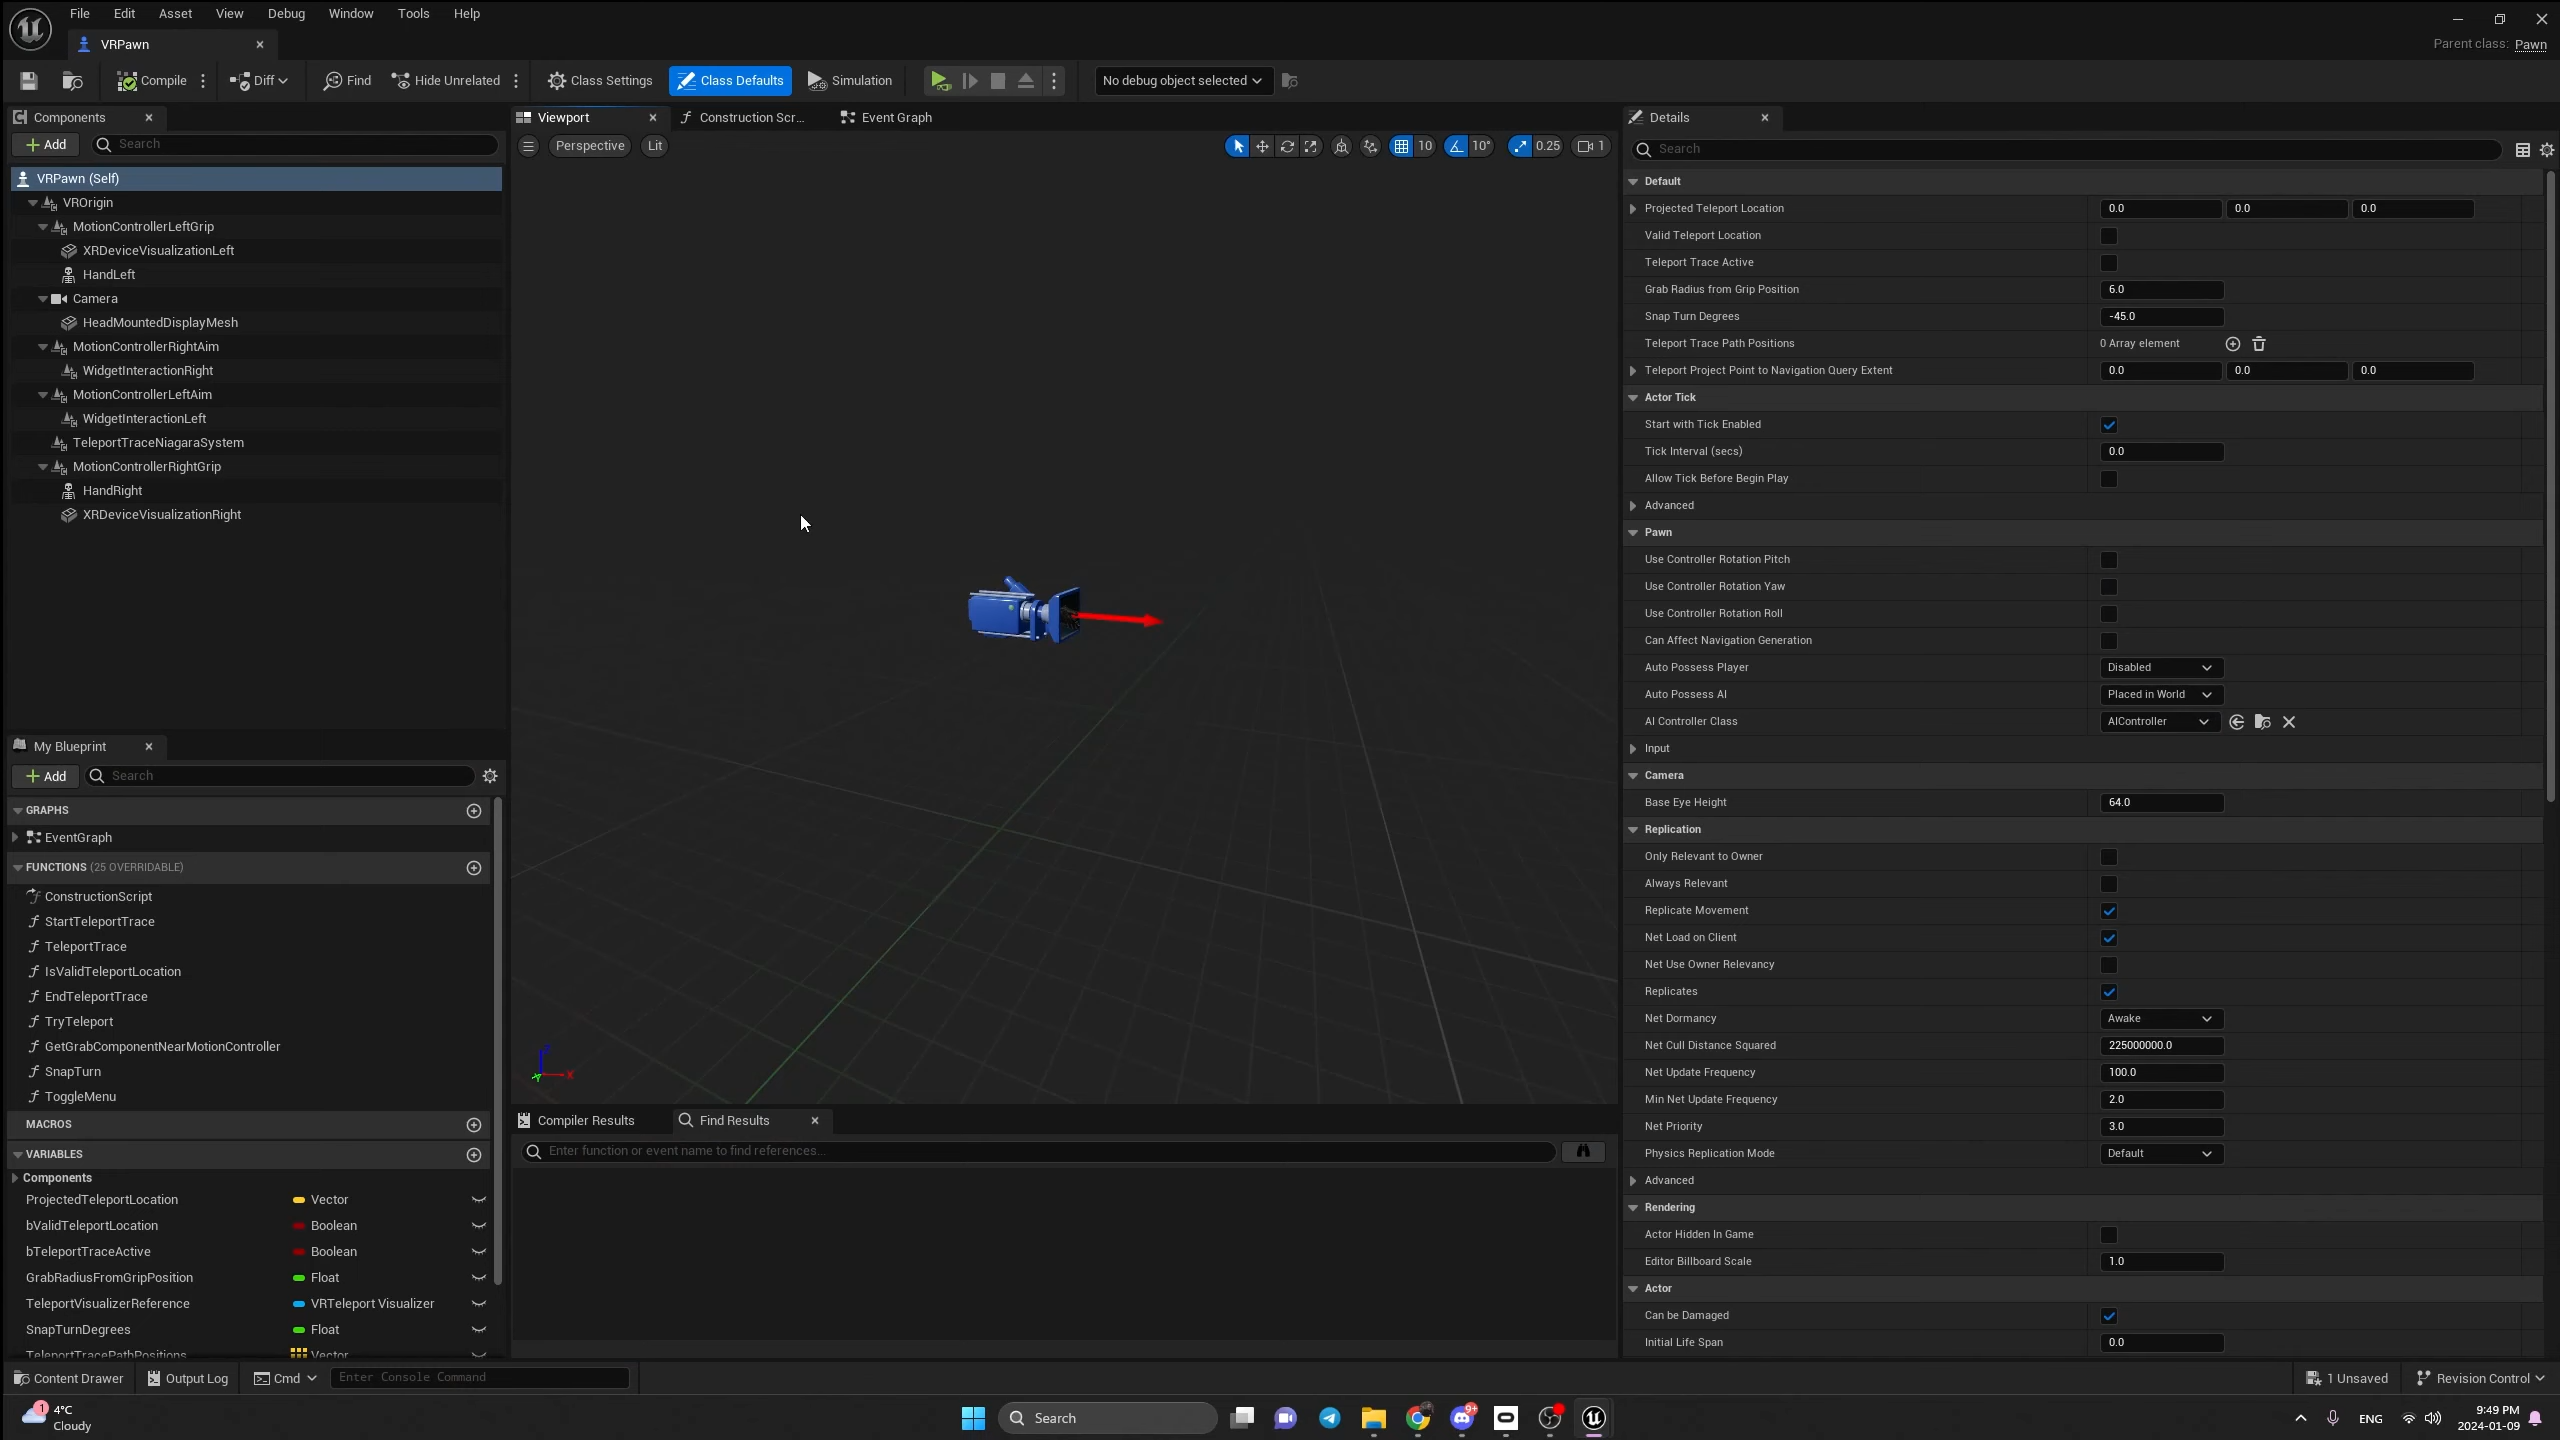 File Edit Asset View Debug Window Tools Help
VRPawn
Parent class: Pawn
Compile Diff Find Hide Unrelated Class Settings Class Defaults Simulation No debug object selected
Components
Add Search
VRPawn (Self)
VROrigin
MotionControllerLeftGrip
XRDeviceVisualizationLeft
HandLeft
Camera
HeadMountedDisplayMesh
MotionControllerRightAim
WidgetInteractionRight
MotionControllerLeftAim
WidgetInteractionLeft
TeleportTraceNiagaraSystem
MotionControllerRightGrip
HandRight
XRDeviceVisualizationRight
My Blueprint
Add Search
GRAPHS
EventGraph
FUNCTIONS (25 OVERRIDABLE)
ConstructionScript
StartTeleportTrace
TeleportTrace
IsValidTeleportLocation
EndTeleportTrace
TryTeleport
GetGrabComponentNearMotionController
SnapTurn
ToggleMenu
MACROS
VARIABLES
Components
ProjectedTeleportLocation Vector
bValidTeleportLocation Boolean
bTeleportTraceActive Boolean
GrabRadiusFromGripPosition Float
TeleportVisualizerReference VRTeleport Visualizer
SnapTurnDegrees Float
TeleportTracePathPositions Vector
Viewport Construction Scr... Event Graph
Perspective Lit 10 10° 0.25 1
Z
Y X
Compiler Results Find Results
Enter function or event name to find references...
Details
Search
Default
Projected Teleport Location 0.0 0.0 0.0
Valid Teleport Location
Teleport Trace Active
Grab Radius from Grip Position 6.0
Snap Turn Degrees -45.0
Teleport Trace Path Positions 0 Array element
Teleport Project Point to Navigation Query Extent 0.0 0.0 0.0
Actor Tick
Start with Tick Enabled
Tick Interval (secs) 0.0
Allow Tick Before Begin Play
Advanced
Pawn
Use Controller Rotation Pitch
Use Controller Rotation Yaw
Use Controller Rotation Roll
Can Affect Navigation Generation
Auto Possess Player Disabled
Auto Possess AI Placed in World
AI Controller Class AIController
Input
Camera
Base Eye Height 64.0
Replication
Only Relevant to Owner
Always Relevant
Replicate Movement
Net Load on Client
Net Use Owner Relevancy
Replicates
Net Dormancy Awake
Net Cull Distance Squared 225000000.0
Net Update Frequency 100.0
Min Net Update Frequency 2.0
Net Priority 3.0
Physics Replication Mode Default
Advanced
Rendering
Actor Hidden In Game
Editor Billboard Scale 1.0
Actor
Can be Damaged
Initial Life Span 0.0
Content Drawer Output Log Cmd Enter Console Command 1 Unsaved Revision Control
1 4°C
Cloudy
Search
9+
ENG
9:49 PM
2024-01-09